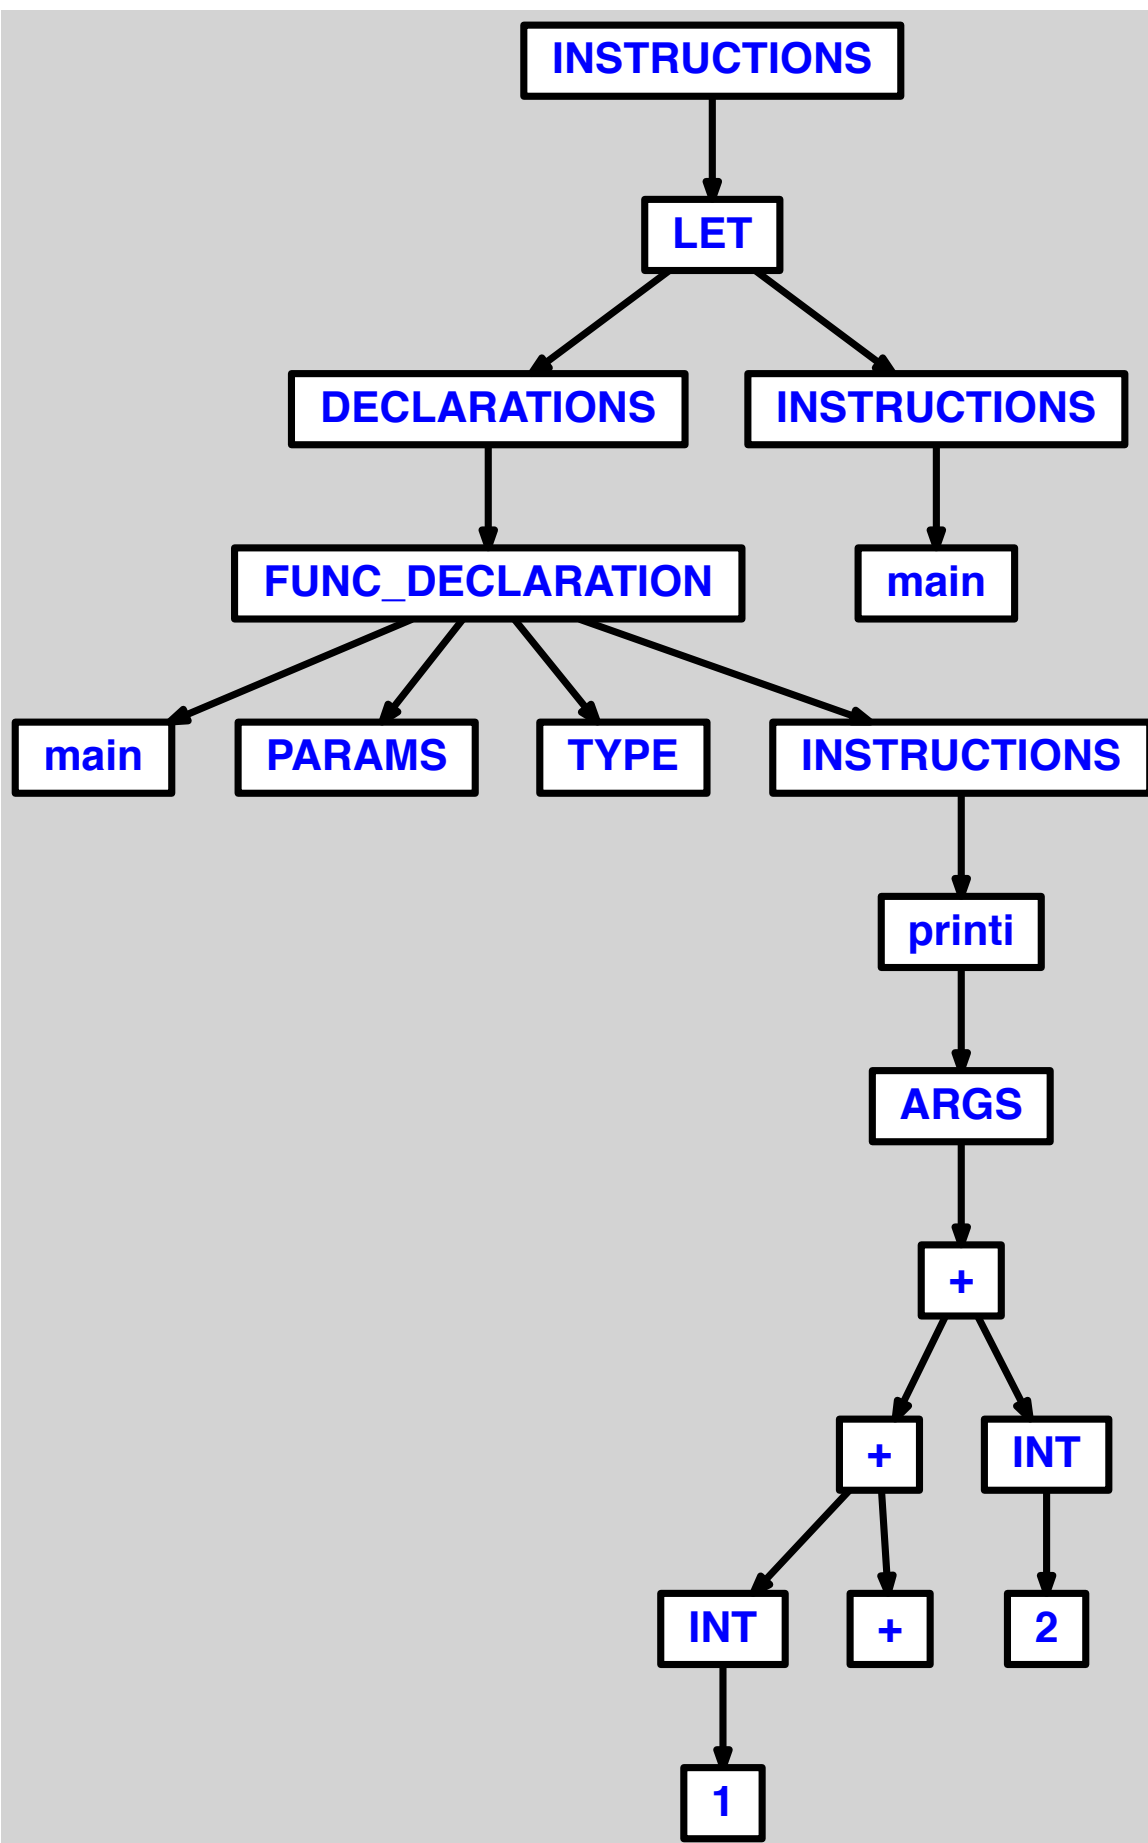 INSTRUCTIONS
LET
DECLARATIONS
INSTRUCTIONS
FUNC_DECLARATION
main
main
PARAMS
TYPE
INSTRUCTIONS
printi
ARGS
+
+
INT
INT
+
2
1